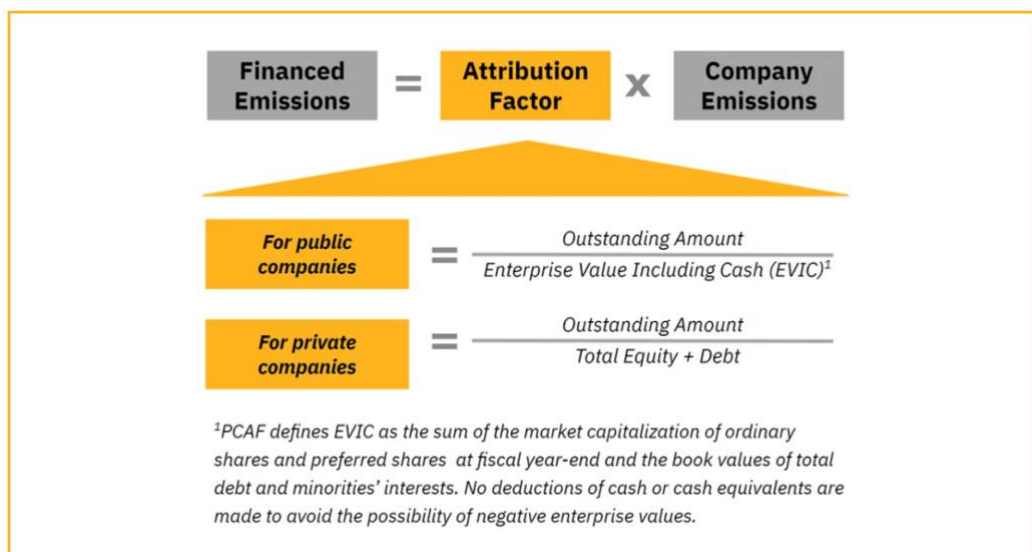 Financed
Emissions
=
Attribution
Factor
x
Company
Emissions
For public
companies
=
Outstanding Amount
Enterprise Value Including Cash (EVIC)¹
For private
companies
=
Outstanding Amount
Total Equity + Debt
¹PCAF defines EVIC as the sum of the market capitalization of ordinary
shares and preferred shares at fiscal year-end and the book values of total
debt and minorities’ interests. No deductions of cash or cash equivalents are
made to avoid the possibility of negative enterprise values.